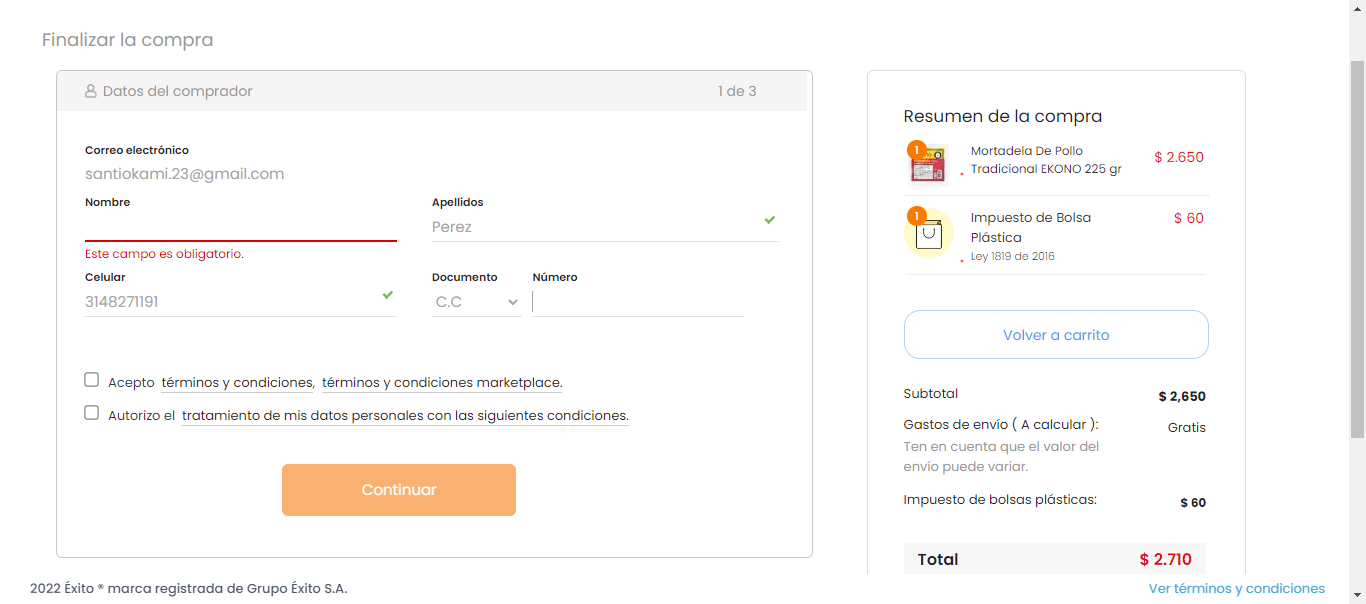 Finalizar la compra
Datos del comprador
1 de 3
Correo electrónico
santiokami.23@gmail.com
Nombre
Este campo es obligatorio.
Apellidos
Perez
Celular
3148271191
Documento
C.C
Número
Acepto términos y condiciones, términos y condiciones marketplace.
Autorizo el tratamiento de mis datos personales con las siguientes condiciones.
Continuar
Resumen de la compra
1
Mortadela De Pollo
Tradicional EKONO 225 gr
$ 2.650
1
Impuesto de Bolsa
Plástica
Ley 1819 de 2016
$ 60
Volver a carrito
Subtotal
$ 2,650
Gastos de envío ( A calcular ):
Gratis
Ten en cuenta que el valor del
envío puede variar.
Impuesto de bolsas plásticas:
$ 60
Total
$ 2.710
2022 Éxito ® marca registrada de Grupo Éxito S.A.
Ver términos y condiciones